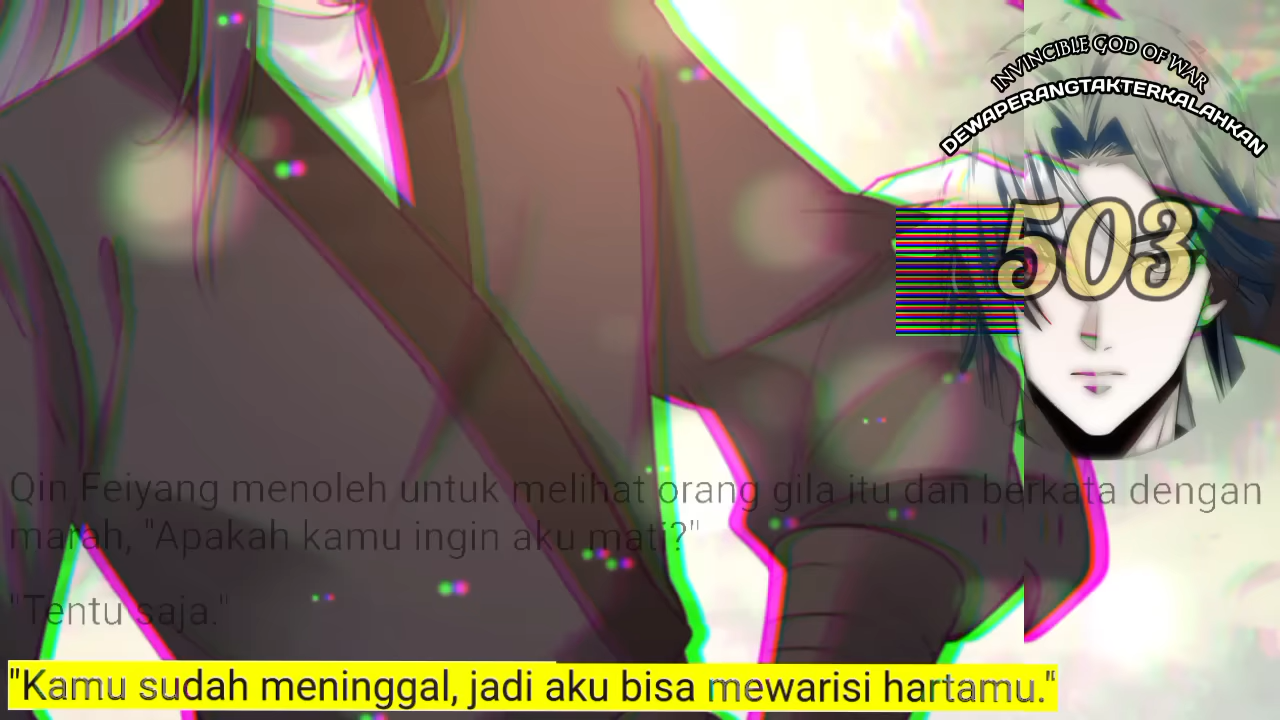 INVINCIBLE GOD OF WAR
DEWAPERANGTAKTERKALAHKAN
503
Qin Feiyang menoleh untuk melihat orang gila itu dan berkata dengan
marah, "Apakah kamu ingin aku mati?"
"Tentu saja."
"Kamu sudah meninggal, jadi aku bisa mewarisi hartamu."